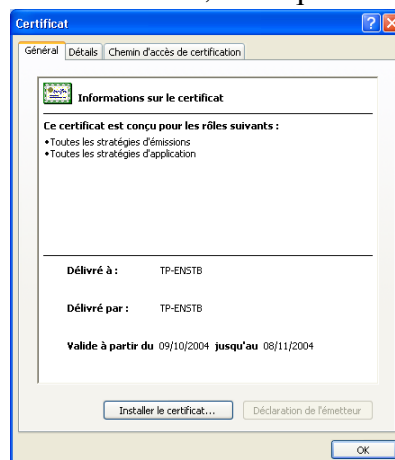 Certificat
Général Détails Chemin d'accès de certification
Informations sur le certificat
Ce certificat est conçu pour les rôles suivants :
•Toutes les stratégies d'émissions
•Toutes les stratégies d'application
Délivré à : TP-ENSTB
Délivré par : TP-ENSTB
Valide à partir du 09/10/2004 jusqu'au 08/11/2004
Installer le certificat... Déclaration de l'émetteur
OK